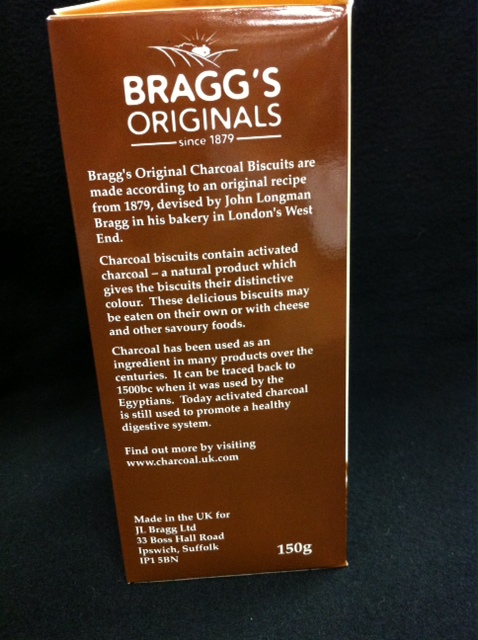 BRAGG'S
ORIGINALS
since 1879
Bragg's Original Charcoal Biscuits are
made according to an original recipe
from 1879, devised by John Longman
Bragg in his bakery in London's West
End.
Charcoal biscuits contain activated
charcoal – a natural product which
gives the biscuits their distinctive
colour. These delicious biscuits may
be eaten on their own or with cheese
and other savoury foods.
Charcoal has been used as an
ingredient in many products over the
centuries. It can be traced back to
1500bc when it was used by the
Egyptians. Today activated charcoal
is still used to promote a healthy
digestive system.
Find out more by visiting
www.charcoal.uk.com
Made in the UK for
JL Bragg Ltd
33 Boss Hall Road
Ipswich, Suffolk
IP1 5BN
150g